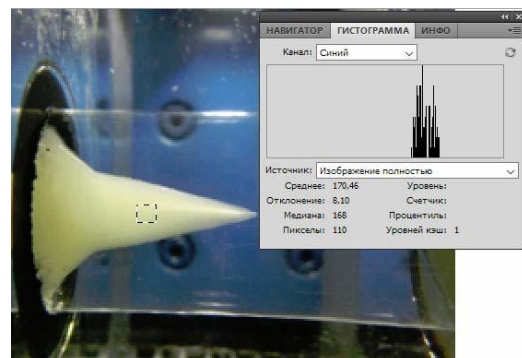 НАВИГАТОР ГИСТОГРАММА ИНФО
Канал: Синий
Источник: Изображение полностью
Среднее: 170,46 Уровень:
Отклонение: 8,10 Счетчик:
Медиана: 168 Процентиль:
Пикселы: 110 Уровней кэш: 1